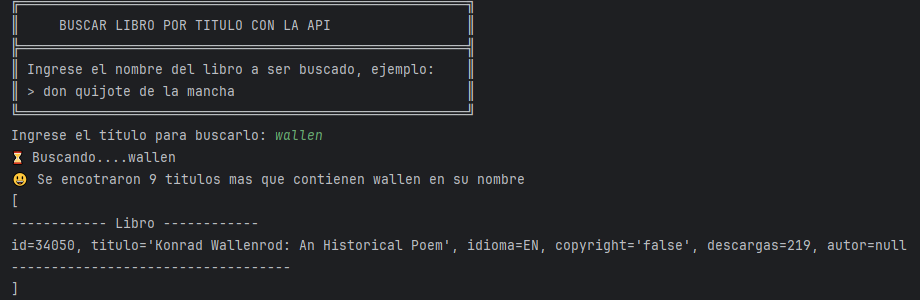 BUSCAR LIBRO POR TITULO CON LA API
Ingrese el nombre del libro a ser buscado, ejemplo:
> don quijote de la mancha
Ingrese el título para buscarlo: wallen
⏳ Buscando....wallen
😃 Se encotraron 9 titulos mas que contienen wallen en su nombre
[
------------ Libro ------------
id=34050, titulo='Konrad Wallenrod: An Historical Poem', idioma=EN, copyright='false', descargas=219, autor=null
-----------------------------------
]